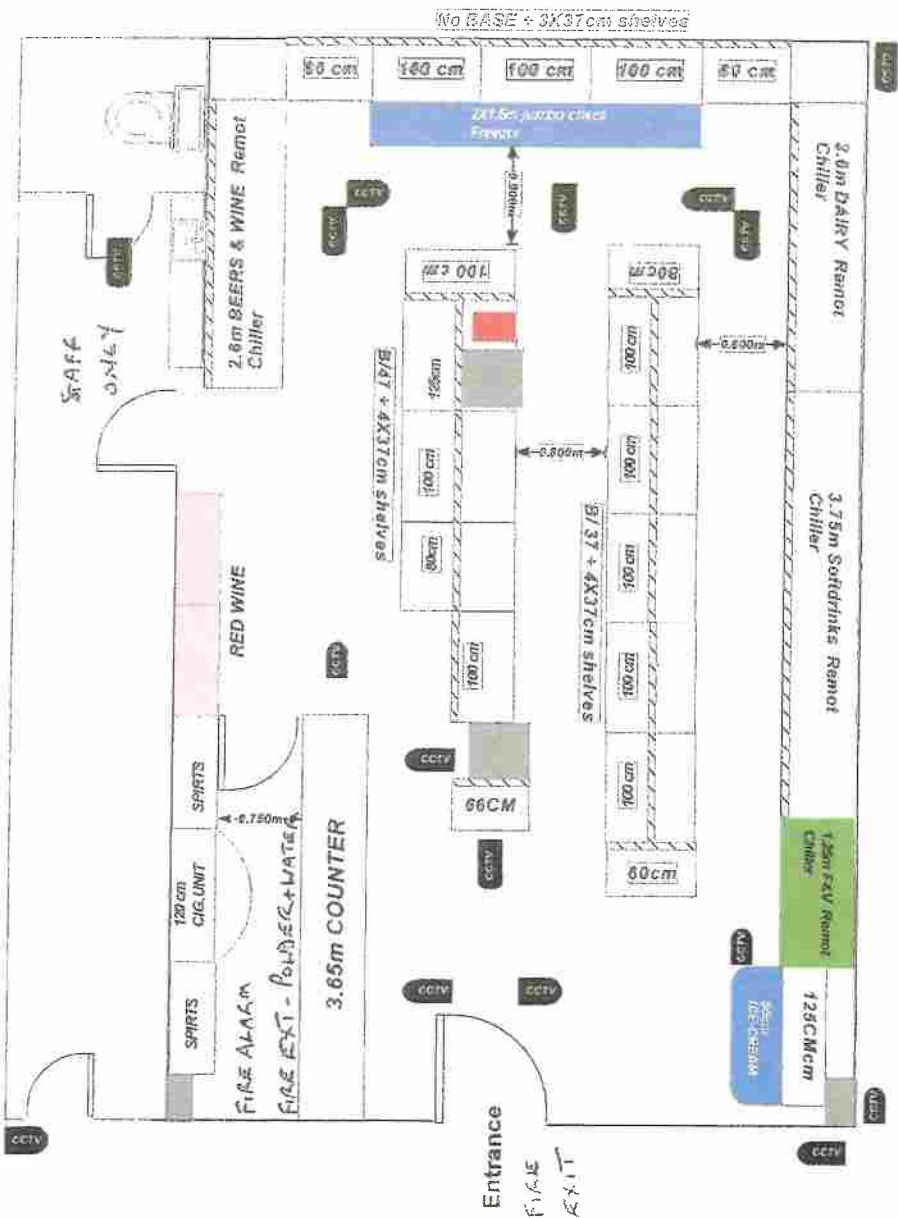 No BASE + 3X37cm shelves
60 cm
100 cm
100 cm
100 cm
60 cm
CCTV
2X1.8m jumbo chest
Freezer
2.6m BEERS & WINE Remot
Chiller
CCTV
CCTV
CCTV
CCTV
CCTV
CCTV
STAFF
ONLY
100 cm
80cm
125cm
100 cm
80cm
100 cm
B/47 + 4X37cm shelves
100 cm
100 cm
100 cm
100 cm
100 cm
B/ 37 + 4X37cm shelves
0.800m
RED WINE
CCTV
CCTV
66CM
CCTV
60cm
SPIRTS
120 cm
CIG.UNIT
SPIRTS
0.750m
3.65m COUNTER
FIRE ALARM
FIRE EXT - POWDER + WATER
CCTV
CCTV
CCTV
DAIRY Remot
Chiller
3.75m Softdrinks Remot
Chiller
1.25m F&V Remot
Chiller
125CMcm
ICE-CREAM
CCTV
CCTV
CCTV
Entrance
FIRE
EXIT